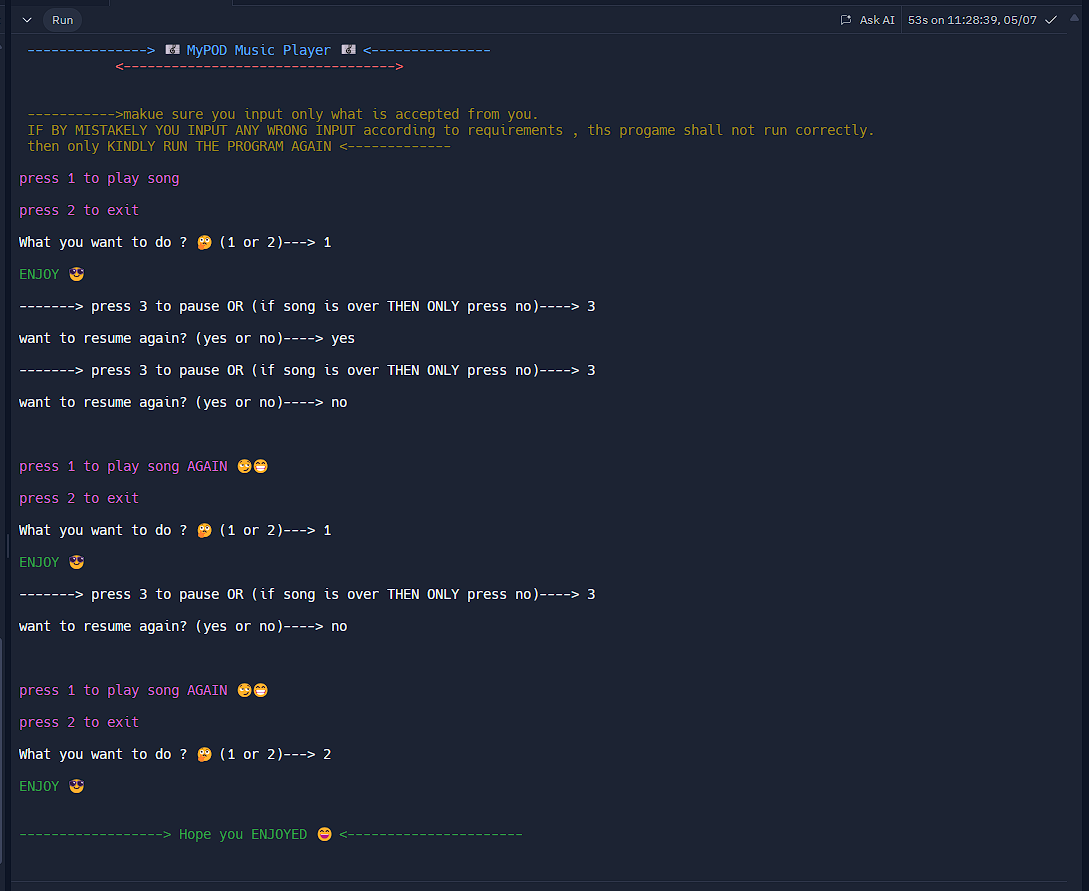 Run
Ask AI 53s on 11:28:39, 05/07
---------------> 🎼 MyPOD Music Player 🎼 <---------------
<---------------------------------->
----------->makue sure you input only what is accepted from you.
IF BY MISTAKELY YOU INPUT ANY WRONG INPUT according to requirements , ths progame shall not run correctly.
then only KINDLY RUN THE PROGRAM AGAIN <-------------
press 1 to play song
press 2 to exit
What you want to do ? 🤔 (1 or 2)---> 1
ENJOY 😎
-------> press 3 to pause OR (if song is over THEN ONLY press no)----> 3
want to resume again? (yes or no)----> yes
-------> press 3 to pause OR (if song is over THEN ONLY press no)----> 3
want to resume again? (yes or no)----> no
press 1 to play song AGAIN 😏😁
press 2 to exit
What you want to do ? 🤔 (1 or 2)---> 1
ENJOY 😎
-------> press 3 to pause OR (if song is over THEN ONLY press no)----> 3
want to resume again? (yes or no)----> no
press 1 to play song AGAIN 😏😁
press 2 to exit
What you want to do ? 🤔 (1 or 2)---> 2
ENJOY 😎
------------------> Hope you ENJOYED 😄 <----------------------